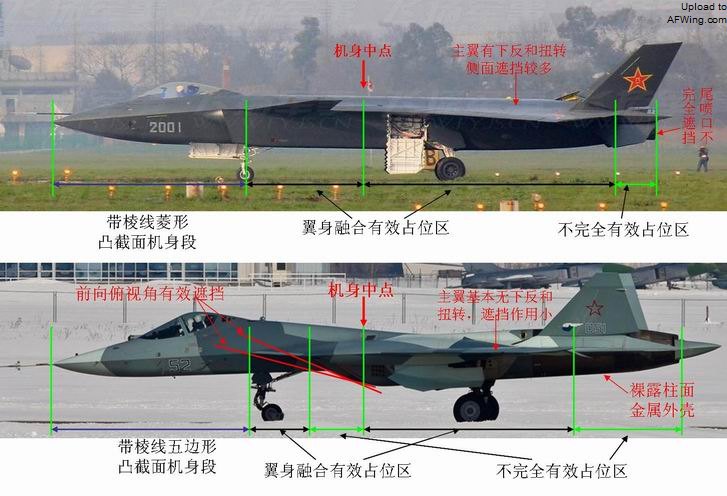 Upload to
AFWing.com
机身中点
主翼有下反和扭转
侧面遮挡较多
尾喷口不
完全遮挡
2001
B
带棱线菱形
凸截面机身段
翼身融合有效占位区
不完全有效占位区
前向俯视角有效遮挡
机身中点
主翼基本无下反和
扭转，遮挡作用小
051
52
裸露柱面
金属外壳
带棱线五边形
凸截面机身段
翼身融合有效占位区
不完全有效占位区